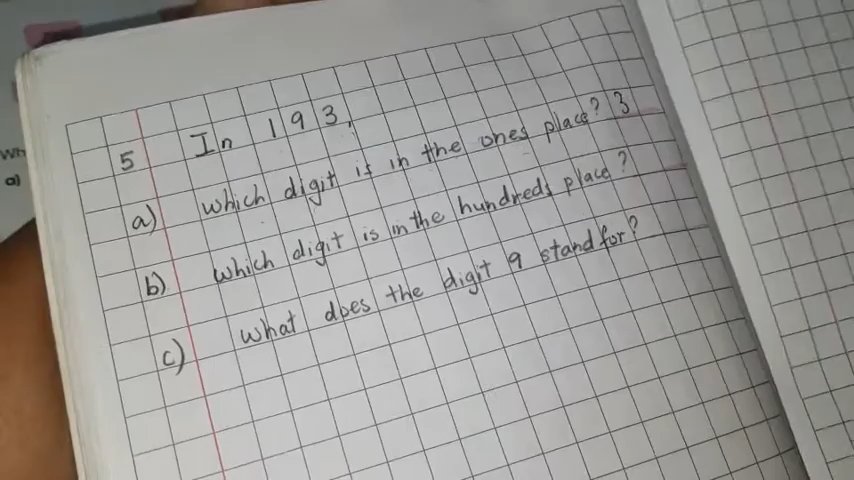 Wh
a)
5 In 193,
a) which digit is in the ones place? 3
b) which digit is in the hundreds place?
c) what does the digit 9 stand for?